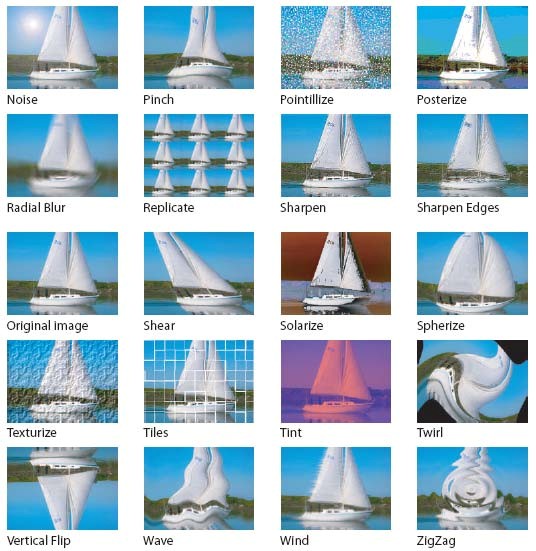 Noise
Pinch
Pointillize
Posterize
Radial Blur
Replicate
Sharpen
Sharpen Edges
Original image
Shear
Solarize
Spherize
Texturize
Tiles
Tint
Twirl
Vertical Flip
Wave
Wind
ZigZag